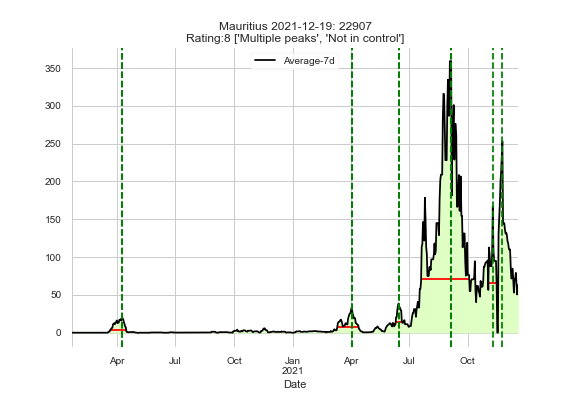 Mauritius 2021-12-19: 22907
Rating:8 ['Multiple peaks', 'Not in control']
Average-7d
350
300
250
200
150
100
50
0
Apr Jul Oct Jan Apr Jul Oct
2021
Date